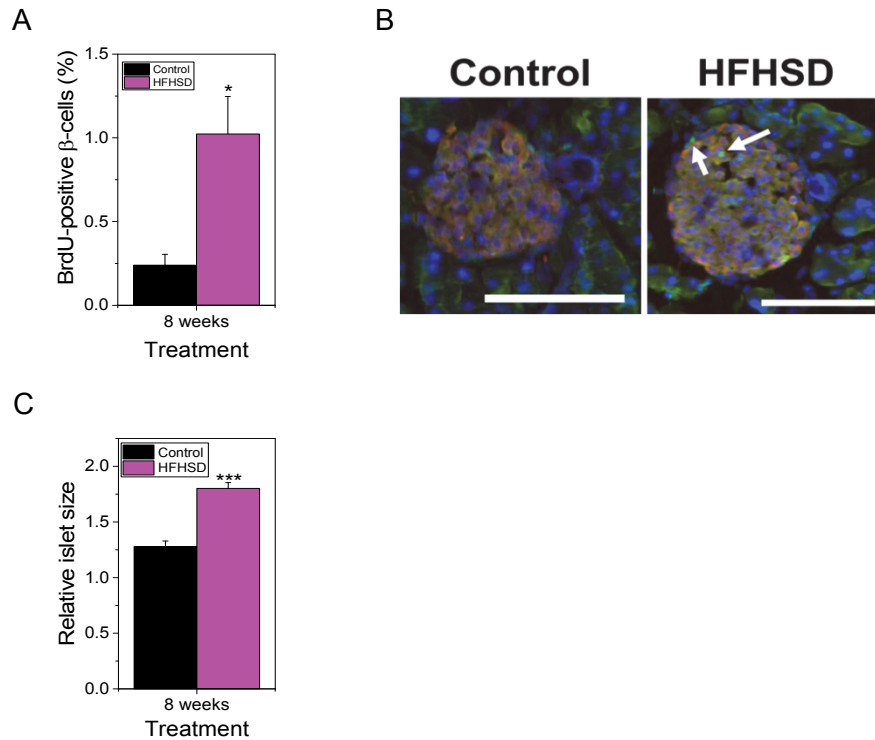 A
BrdU-positive β-cells (%)
1.5
1.0
0.5
0.0
Control
HFHSD
*
8 weeks
Treatment
B
Control
HFHSD
C
Relative islet size
2.0
1.5
1.0
0.5
0.0
Control
HFHSD
***
8 weeks
Treatment